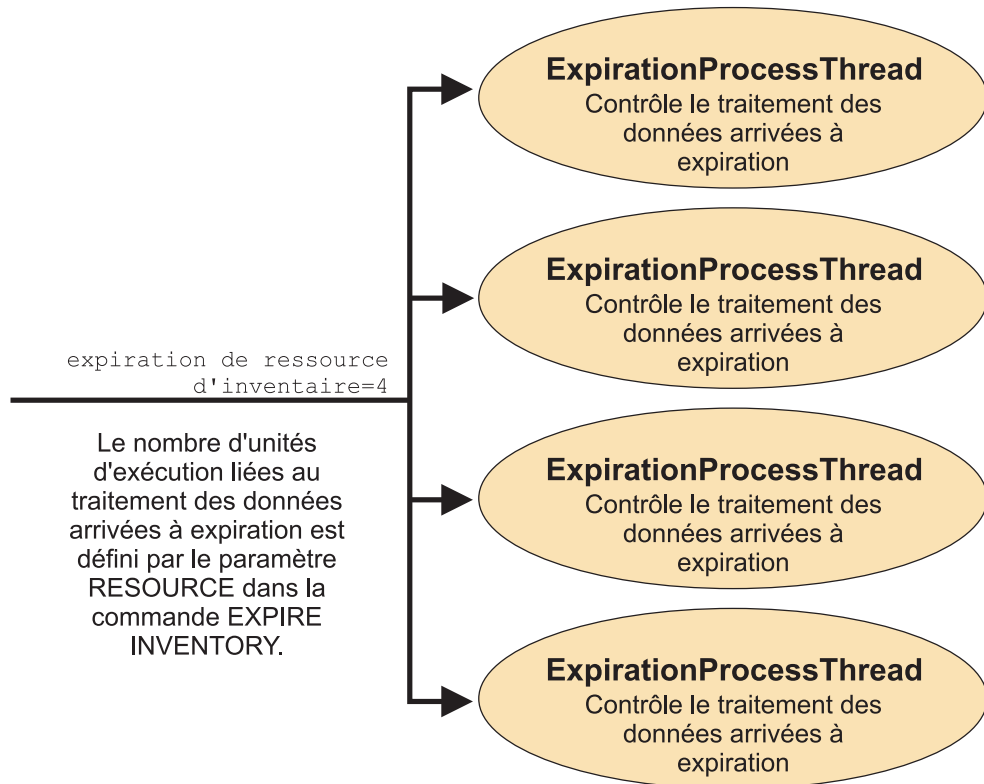 ExpirationProcessThread
Contrôle le traitement des
données arrivées à
expiration
ExpirationProcessThread
Contrôle le traitement des
données arrivées à
expiration
expiration de ressource
d'inventaire=4
Le nombre d'unités
d'exécution liées au
traitement des données
arrivées à expiration est
défini par le paramètre
RESOURCE dans la
commande EXPIRE
INVENTORY.
ExpirationProcessThread
Contrôle le traitement des
données arrivées à
expiration
ExpirationProcessThread
Contrôle le traitement des
données arrivées à
expiration